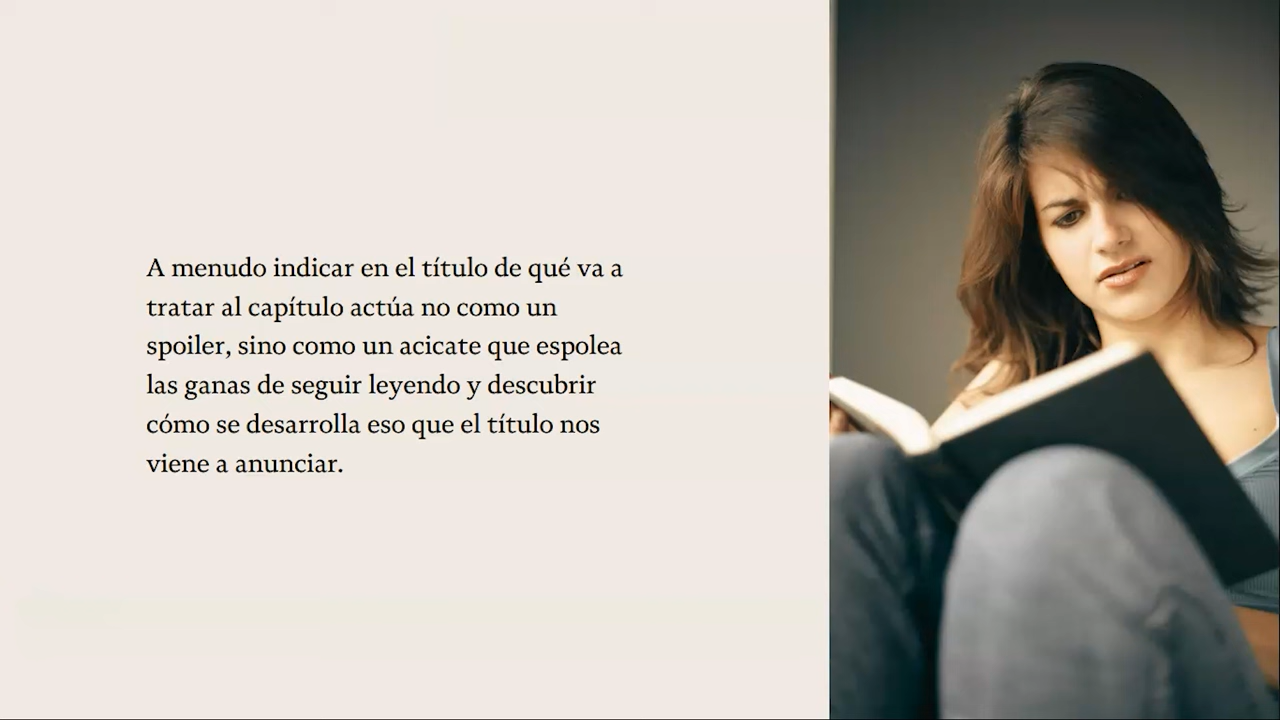 A menudo indicar en el título de qué va a
tratar al capítulo actúa no como un
spoiler, sino como un acicate que espolea
las ganas de seguir leyendo y descubrir
cómo se desarrolla eso que el título nos
viene a anunciar.